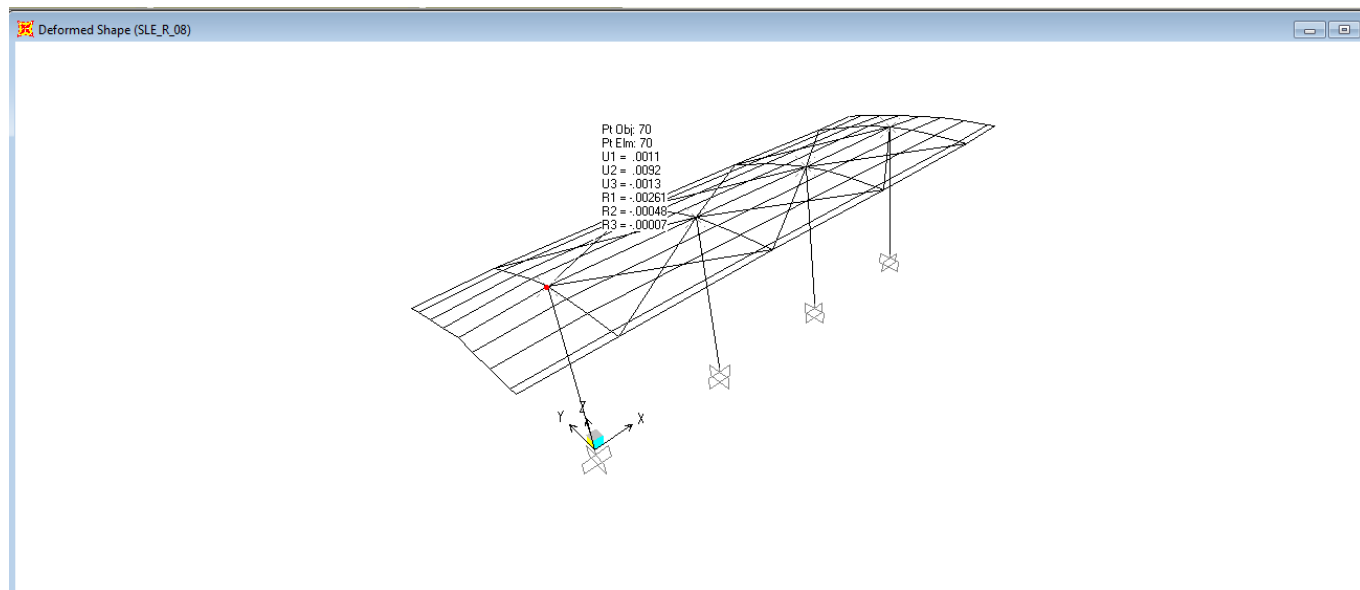 Deformed Shape (SLE_R_08)
Pt Obj: 70
Pt Elm: 70
U1 = .0011
U2 = .0092
U3 = -.0013
R1 = -.00261
R2 = -.00048
R3 = -.00007
Y
Z
X